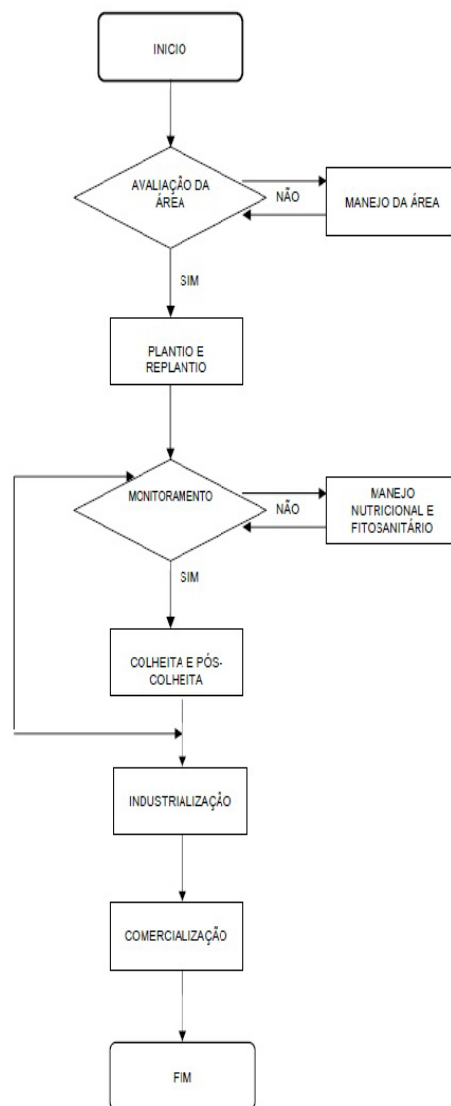 INICIO
AVALIAÇÃO DA
ÁREA
NÃO
MANEJO DA ÁREA
SIM
PLANTIO E
REPLANTIO
MONITORAMENTO
NÃO
MANEJO
NUTRICIONAL E
FITOSANITÁRIO
SIM
COLHEITA E PÓS-
COLHEITA
INDUSTRIALIZAÇÃO
COMERCIALIZAÇÃO
FIM